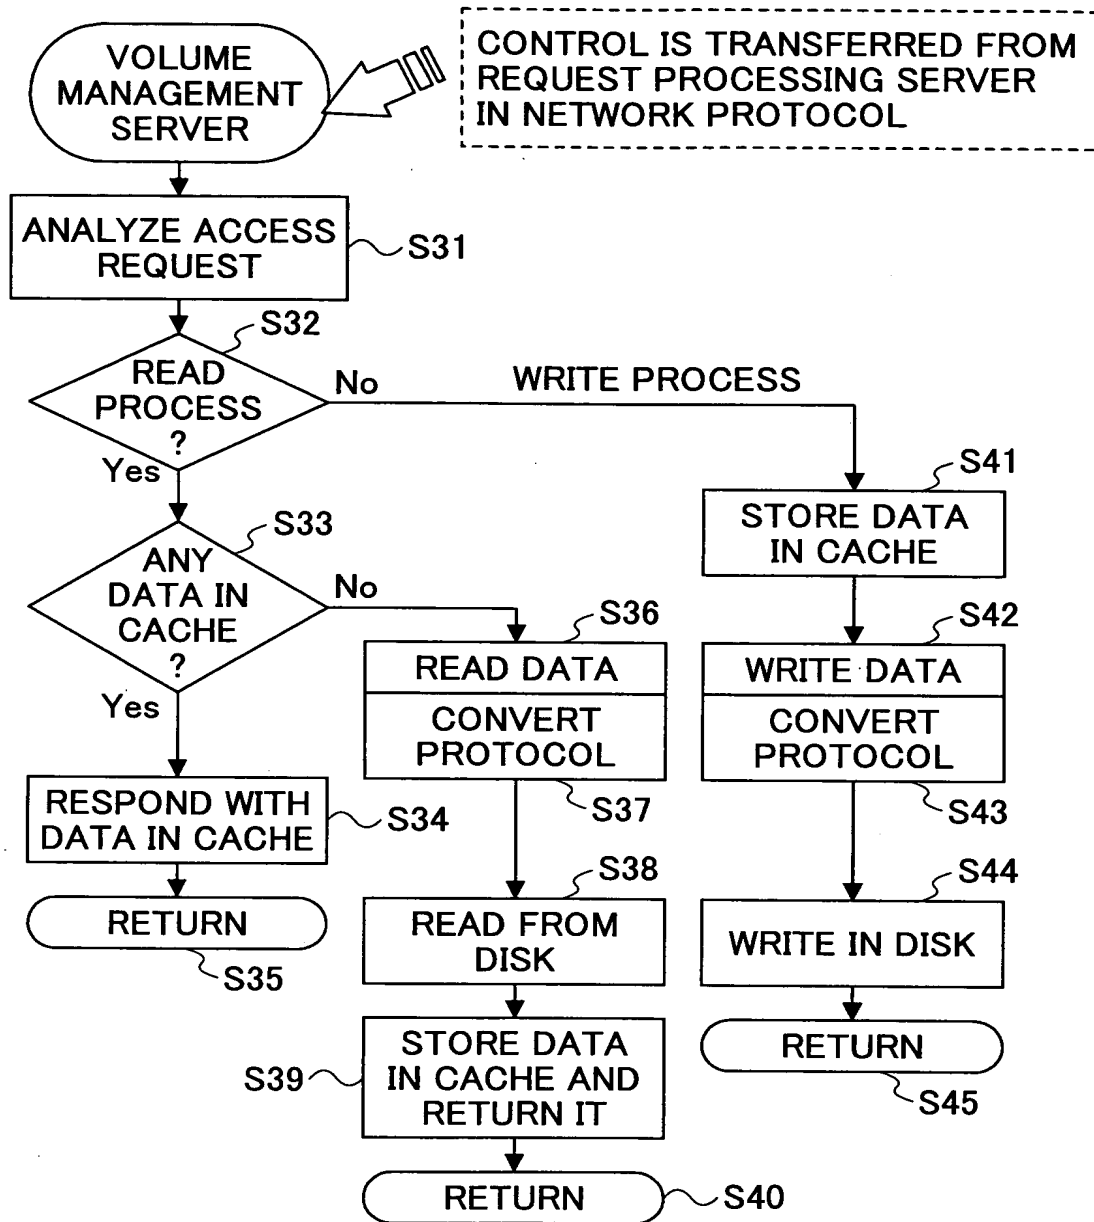 VOLUME
MANAGEMENT
SERVER
CONTROL IS TRANSFERRED FROM
REQUEST PROCESSING SERVER
IN NETWORK PROTOCOL
ANALYZE ACCESS
REQUEST
S31
S32
READ
PROCESS
?
No
WRITE PROCESS
Yes
S33
ANY
DATA IN
CACHE
?
No
Yes
S41
STORE DATA
IN CACHE
S36
READ DATA
CONVERT
PROTOCOL
S37
S42
WRITE DATA
CONVERT
PROTOCOL
S43
RESPOND WITH
DATA IN CACHE
S34
RETURN
S35
S38
READ FROM
DISK
S44
WRITE IN DISK
S39
STORE DATA
IN CACHE AND
RETURN IT
RETURN
S45
RETURN
S40